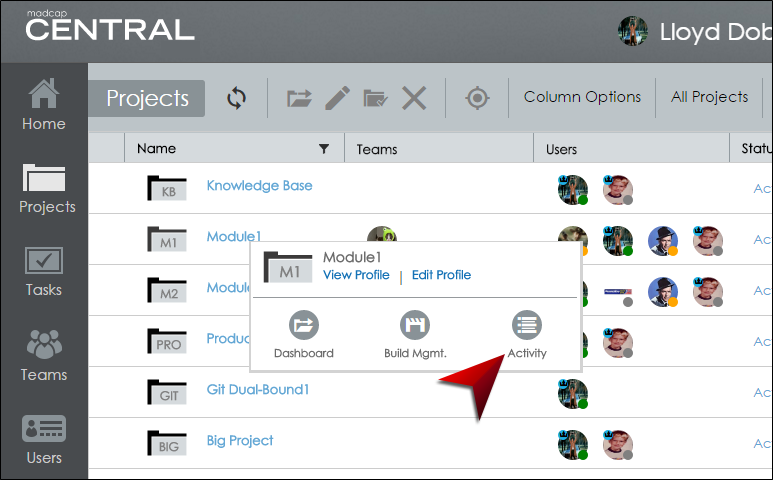 madcap
CENTRAL
Lloyd Dob
Projects
Column Options
All Projects
Home
Projects
Tasks
Teams
Users
Name
Teams
Users
Statu
KB
Knowledge Base
Ac
M1
Module1
Ac
M2
Module
Ac
PRO
Produc
Ac
GIT
Git Dual-Bound1
Ac
BIG
Big Project
Ac
M1
Module1
View Profile | Edit Profile
Dashboard
Build Mgmt.
Activity